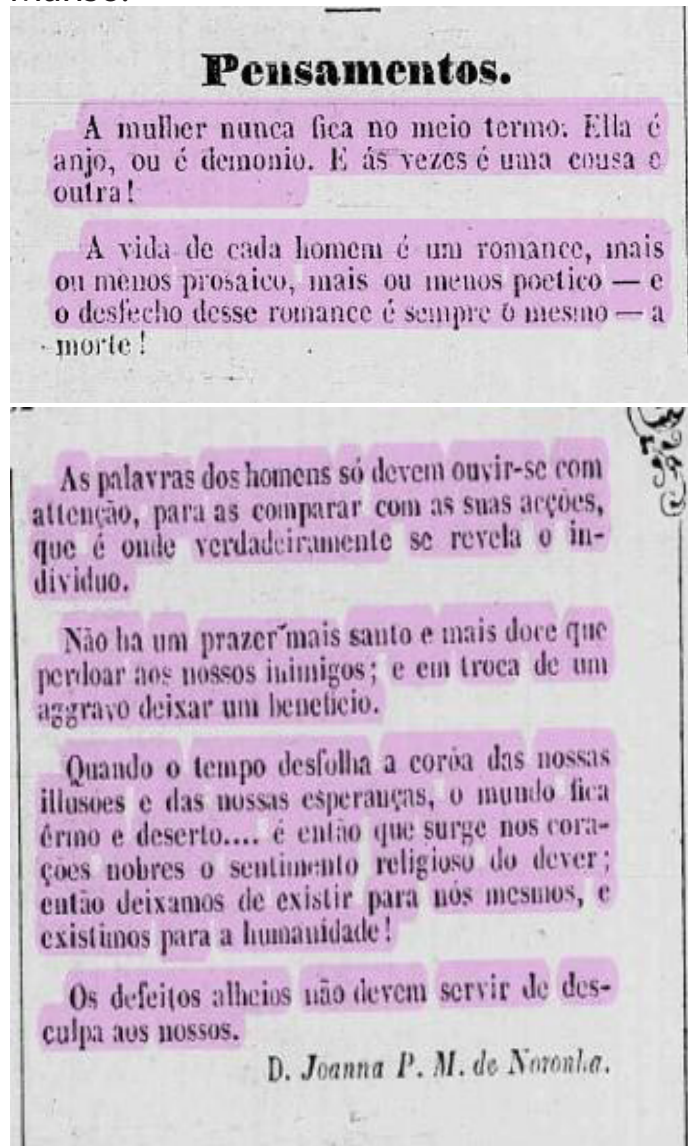 Pensamentos.
A mulher nunca fica no meio termo. Ella é
anjo, ou é demonio. E ás vezes é uma cousa e
outra!
A vida de cada homem é um romance, mais
ou menos prosaico, mais ou menos poetico — e
o desfecho desse romance é sempre o mesmo — a
morte!
As palavras dos homens só devem ouvir-se com
attenção, para as comparar com as suas acções,
que é onde verdadeiramente se revela o in-
dividuo.
Não ha um prazer mais santo e mais doce que
perdoar aos nossos inimigos; e em troca de um
aggravo deixar um beneficio.
Quando o tempo desfolha a corôa das nossas
illusões e das nossas esperanças, o mundo fica
êrmo e deserto.... é então que surge nos cora-
ções nobres o sentimento religioso do dever;
então deixamos de existir para nós mesmos, e
existimos para a humanidade!
Os defeitos alheios não devem servir de des-
culpa aos nossos.
D. Joanna P. M. de Noronha.